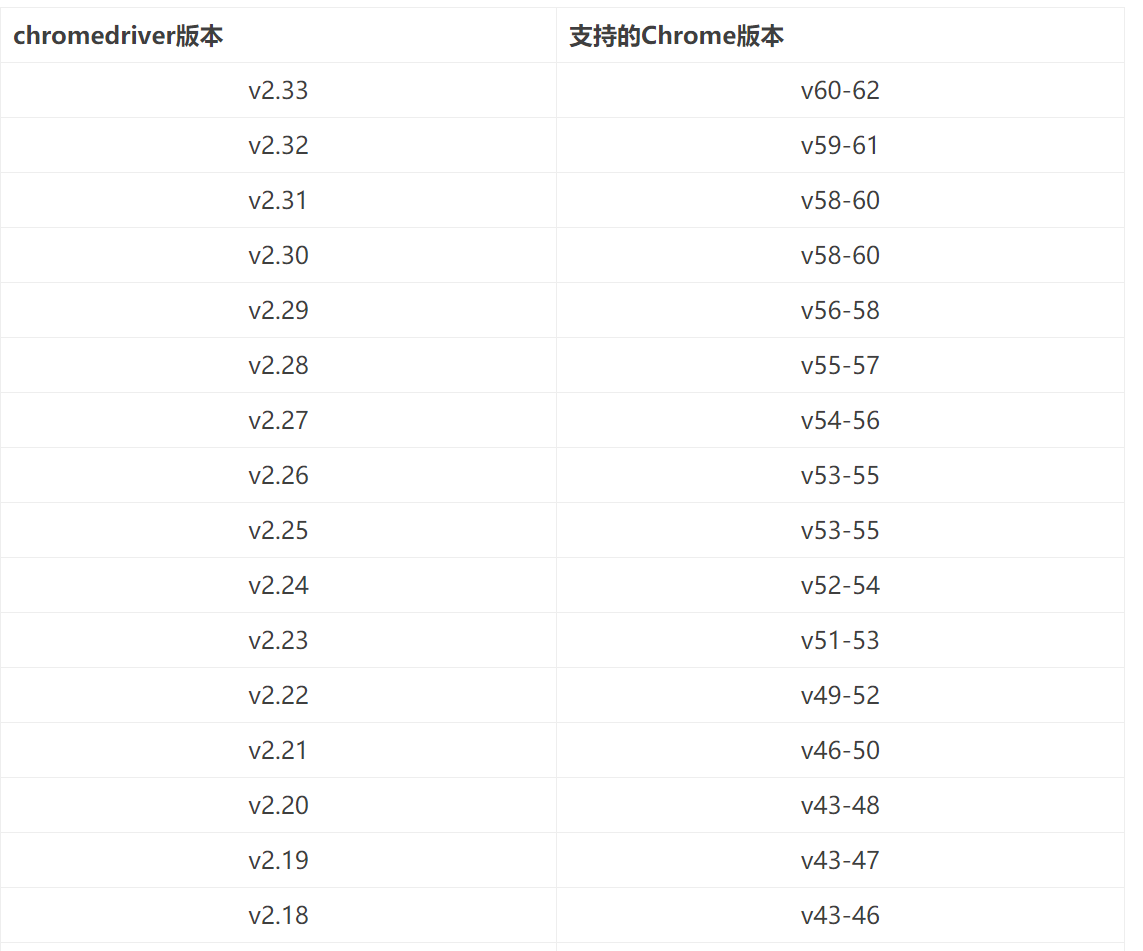 chromedriver版本 支持的Chrome版本
v2.33 v60-62
v2.32 v59-61
v2.31 v58-60
v2.30 v58-60
v2.29 v56-58
v2.28 v55-57
v2.27 v54-56
v2.26 v53-55
v2.25 v53-55
v2.24 v52-54
v2.23 v51-53
v2.22 v49-52
v2.21 v46-50
v2.20 v43-48
v2.19 v43-47
v2.18 v43-46